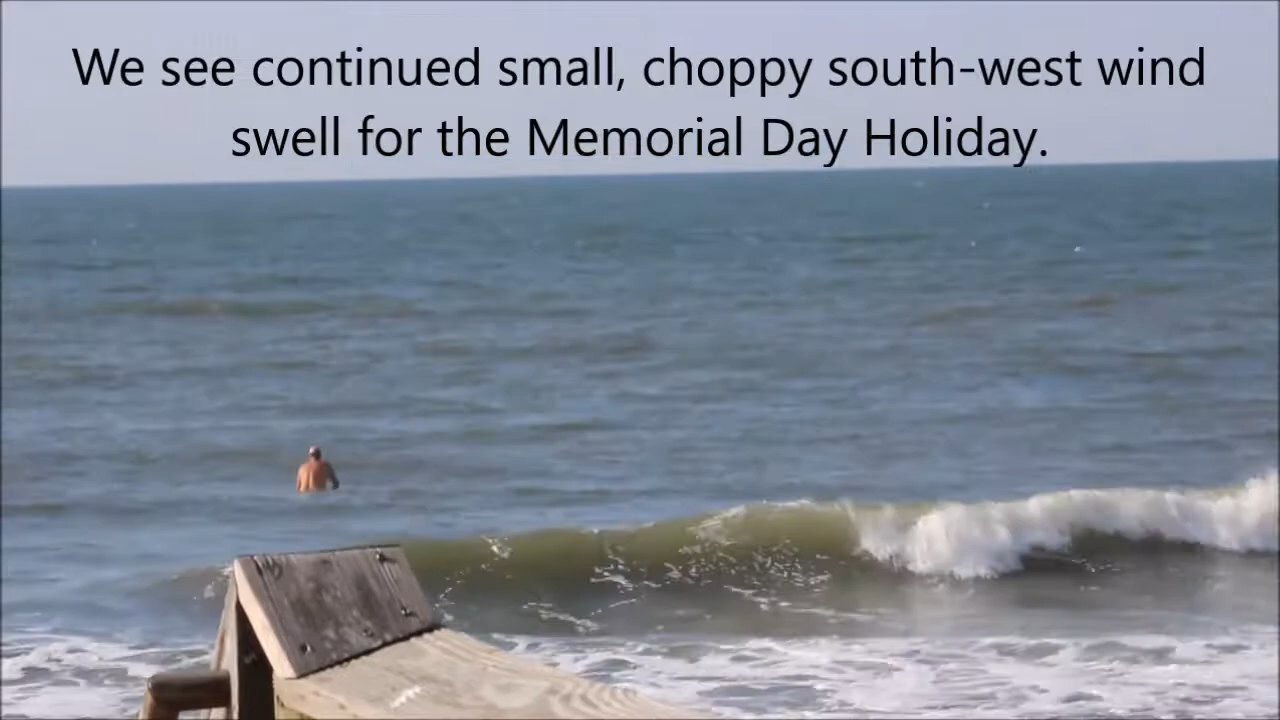 We see continued small, choppy south-west wind
swell for the Memorial Day Holiday.